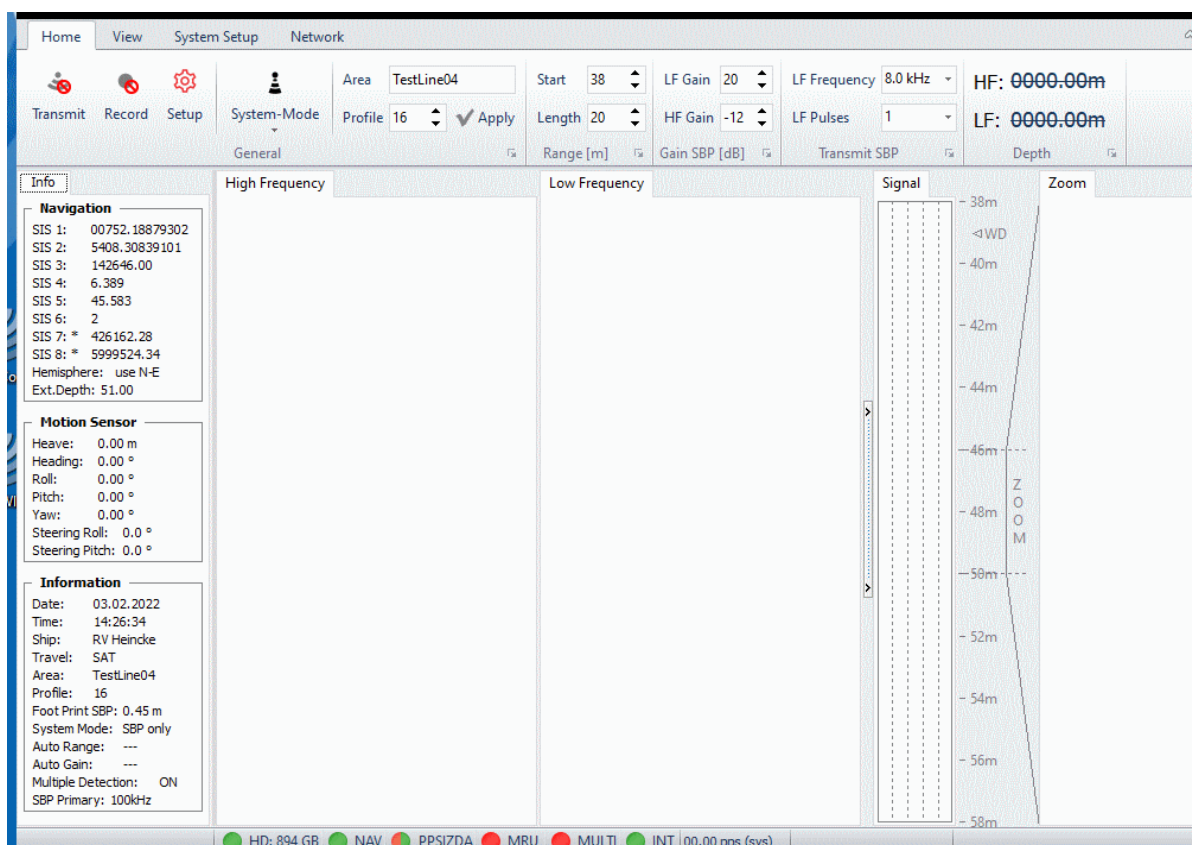 Home View System Setup Network
Transmit Record Setup System-Mode
Area TestLine04
Profile 16 Apply
General
Start 38
Length 20
Range [m]
LF Gain 20
HF Gain -12
Gain SBP [dB]
LF Frequency 8.0 kHz
LF Pulses 1
Transmit SBP
HF: 0000.00m
LF: 0000.00m
Depth
Info
Navigation
SIS 1: 00752.18879302
SIS 2: 5408.30839101
SIS 3: 142646.00
SIS 4: 6.389
SIS 5: 45.583
SIS 6: 2
SIS 7: * 426162.28
SIS 8: * 5999524.34
Hemisphere: use N-E
Ext.Depth: 51.00
Motion Sensor
Heave: 0.00 m
Heading: 0.00 °
Roll: 0.00 °
Pitch: 0.00 °
Yaw: 0.00 °
Steering Roll: 0.0 °
Steering Pitch: 0.0 °
Information
Date: 03.02.2022
Time: 14:26:34
Ship: RV Heincke
Travel: SAT
Area: TestLine04
Profile: 16
Foot Print SBP: 0.45 m
System Mode: SBP only
Auto Range: ---
Auto Gain: ---
Multiple Detection: ON
SBP Primary: 100kHz
High Frequency
Low Frequency
Signal
38m
WD
40m
42m
44m
46m
48m
50m
52m
54m
56m
58m
ZOOM
Zoom
HD: 894 GB NAV PPS|ZDA MRU MULTI INT 00.00 pps (sys)